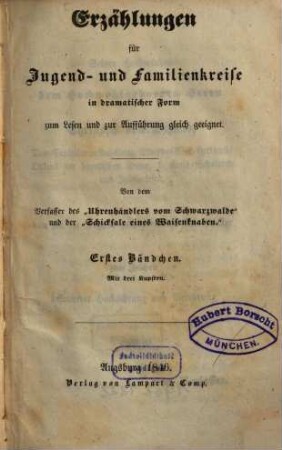 Erzählungen
für
Jugend- und Familienkreise
in dramatischer Form
zum Lesen und zur Aufführung gleich geeignet.
Von dem
Verfasser des „Uhrenhändlers vom Schwarzwalde“
und der „Schicksale eines Waisenknaben.“
Erstes Bändchen.
Mit drei Kupfern.
Hubert Borscht
MÜNCHEN.
Augsburg
Verlag von Lampart & Comp.